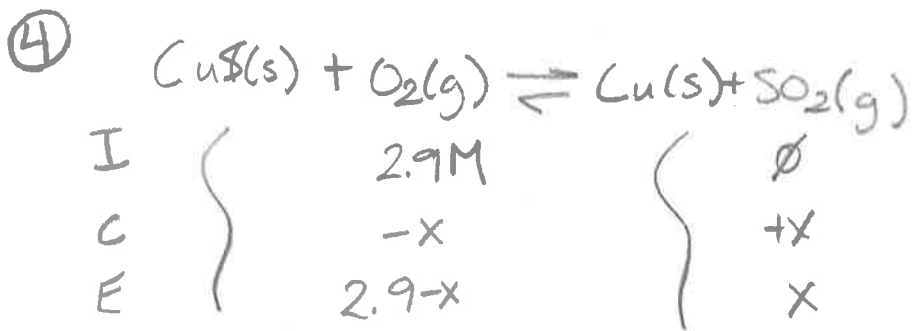 ④
CuS(s) + O₂(g) ⇌ Cu(s) + SO₂(g)
I 2.9M ∅
C -x +x
E 2.9-x x